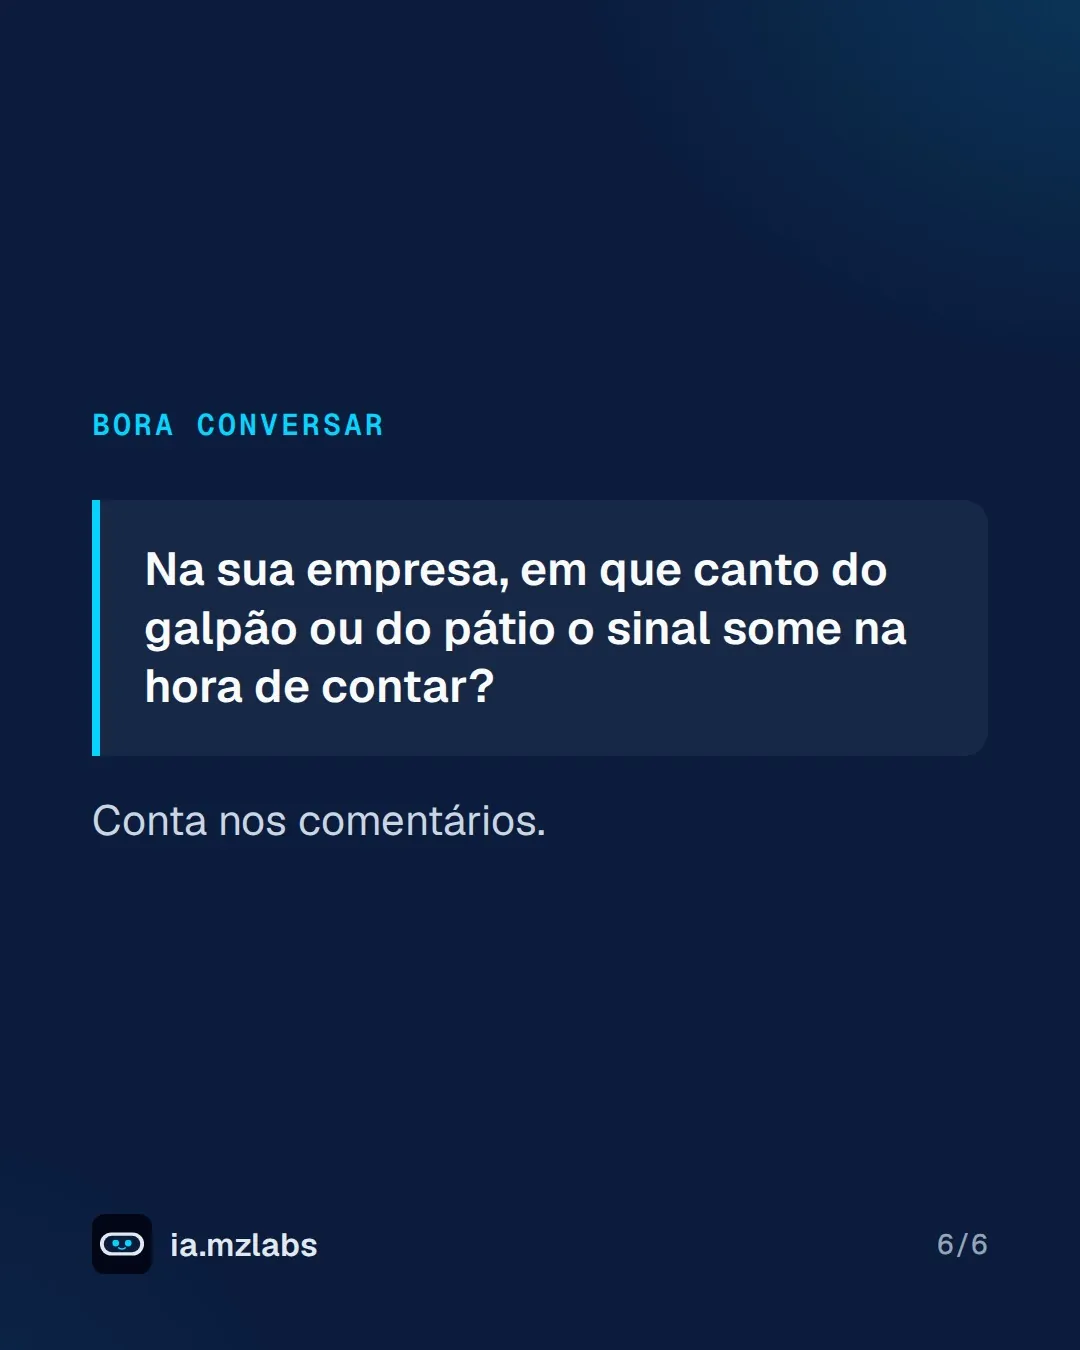 BORA CONVERSAR
Na sua empresa, em que canto do
galpão ou do pátio o sinal some na
hora de contar?
Conta nos comentários.
ia.mzlabs
6/6